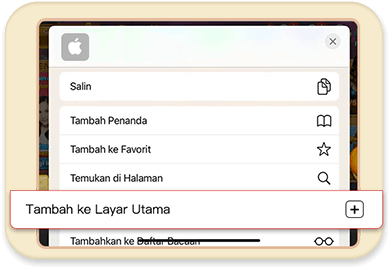 Salin
Tambah Penanda
Tambah ke Favorit
Temukan di Halaman
Tambah ke Layar Utama
Tambahkan ke Daftar Bacaan